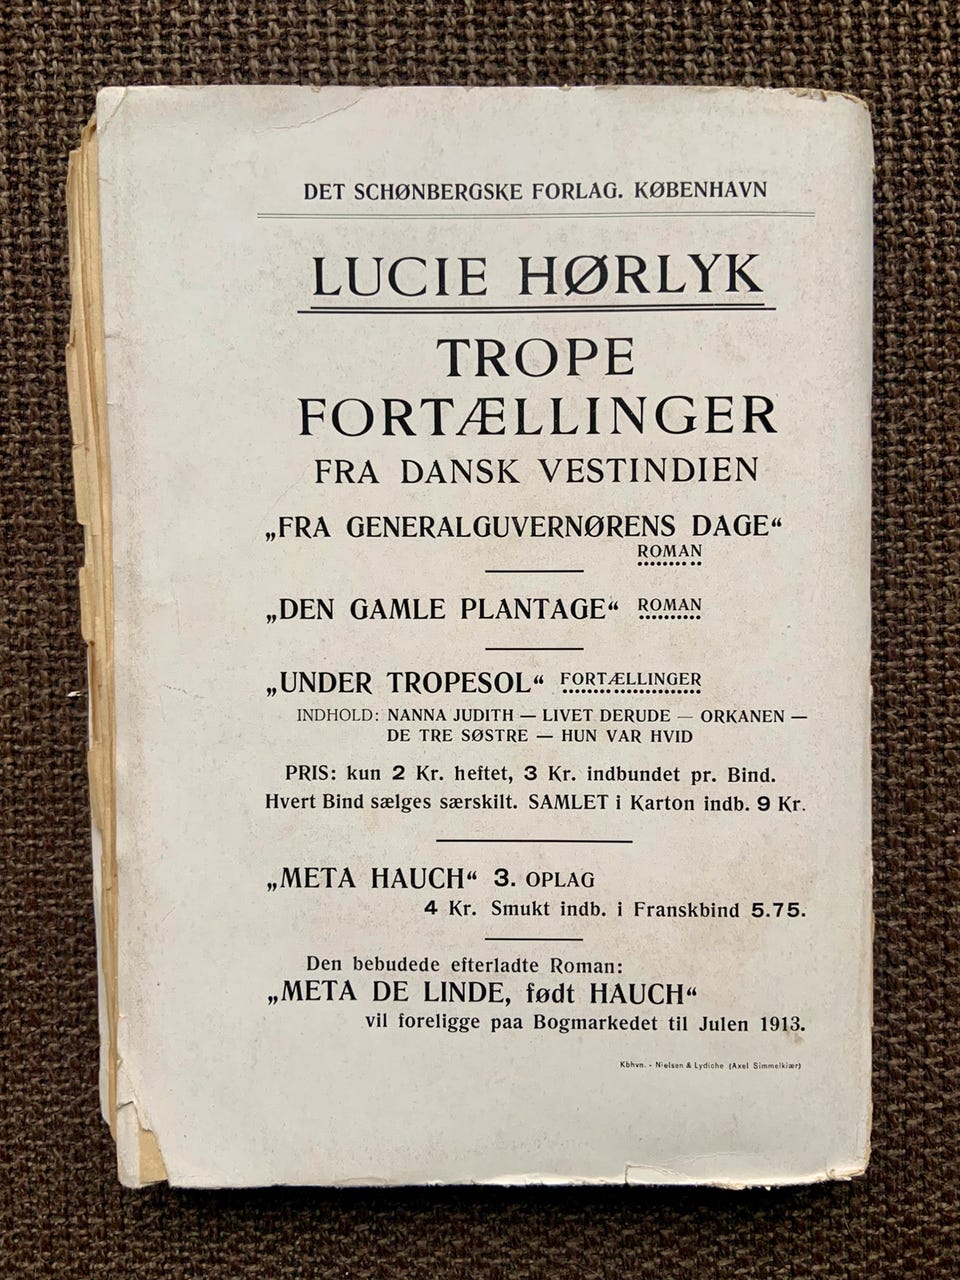 DET SCHØNBERGSKE FORLAG. KØBENHAVN
LUCIE HØRLYK
TROPE
FORTÆLLINGER
FRA DANSK VESTINDIEN
„FRA GENERALGUVERNØRENS DAGE“
ROMAN
„DEN GAMLE PLANTAGE“ ROMAN
„UNDER TROPESOL“ FORTÆLLINGER
INDHOLD: NANNA JUDITH — LIVET DERUDE — ORKANEN —
DE TRE SØSTRE — HUN VAR HVID
PRIS: kun 2 Kr. heftet, 3 Kr. indbundet pr. Bind.
Hvert Bind sælges særskilt. SAMLET i Karton indb. 9 Kr.
„META HAUCH“ 3. OPLAG
4 Kr. Smukt indb. i Franskbind 5.75.
Den bebudede efterladte Roman:
„META DE LINDE, født HAUCH“
vil foreligge paa Bogmarkedet til Julen 1913.
Kbhvn. - Nielsen & Lydiche (Axel Simmelkiær)